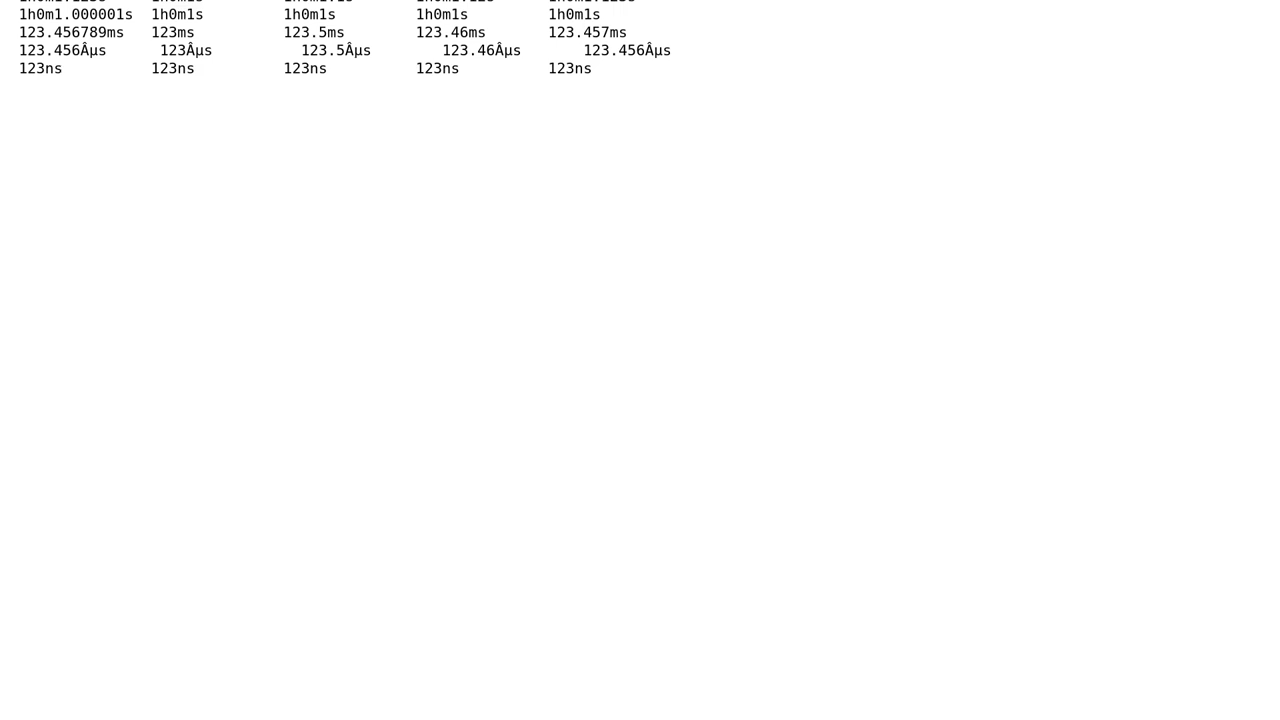 1h0m1.000001s  1h0m1s         1h0m1s         1h0m1s         1h0m1s
123.456789ms   123ms          123.5ms        123.46ms       123.457ms
123.456Âµs      123Âµs          123.5Âµs        123.46Âµs       123.456Âµs
123ns          123ns          123ns          123ns          123ns